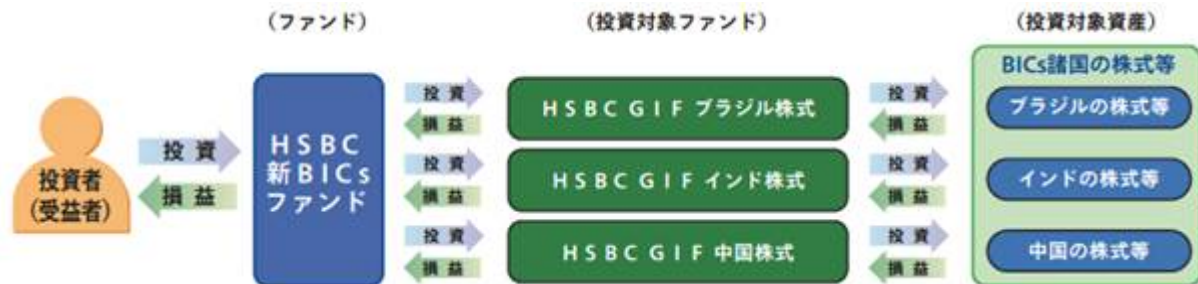 (ファンド)
(投資対象ファンド)
(投資対象資産)
投資者
(受益者)
投資
損益
HSBC
新BICs
ファンド
投資
損益
投資
損益
投資
損益
HSBC GIF ブラジル株式
HSBC GIF インド株式
HSBC GIF 中国株式
投資
損益
投資
損益
投資
損益
BICs諸国の株式等
ブラジルの株式等
インドの株式等
中国の株式等